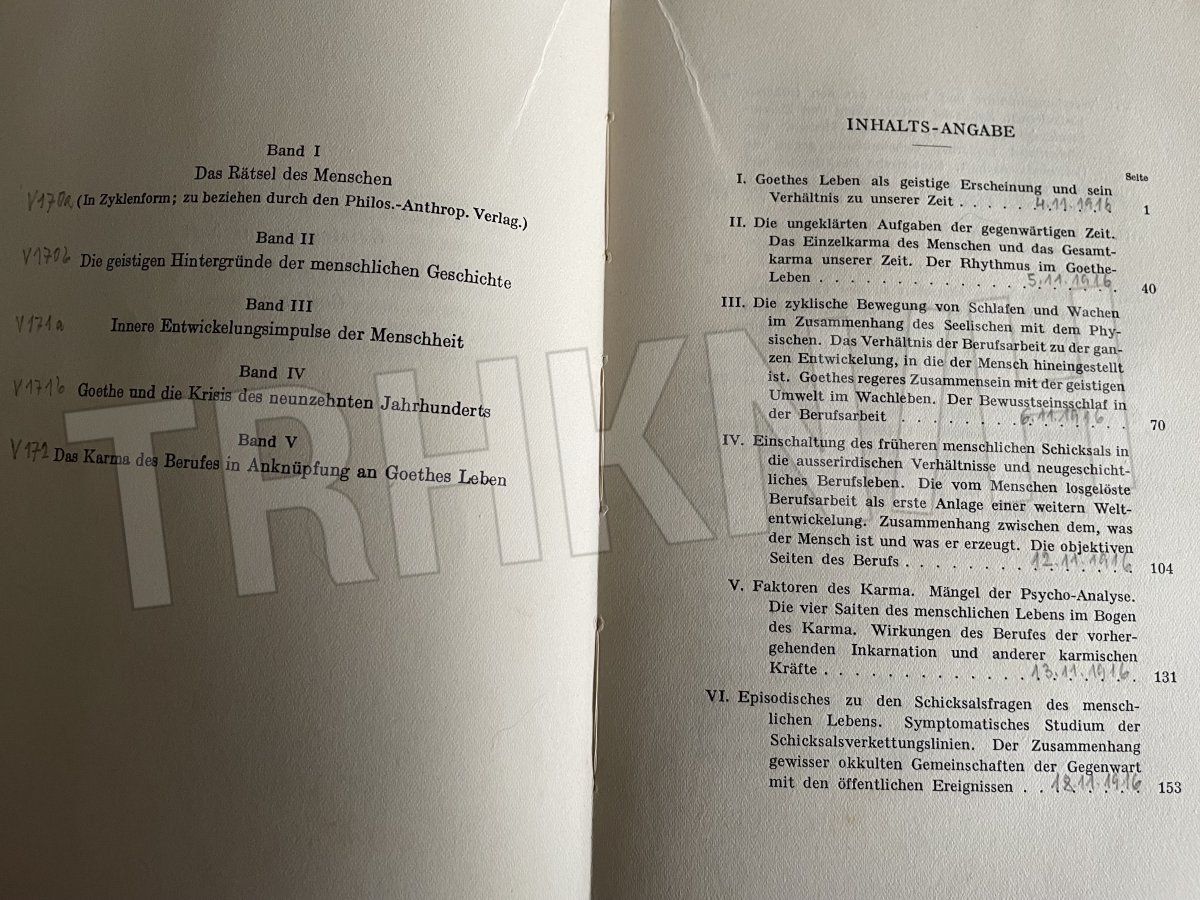 Band I
Das Rätsel des Menschen
V170a (In Zyklenform; zu beziehen durch den Philos.-Anthrop. Verlag.)
Band II
V170b Die geistigen Hintergründe der menschlichen Geschichte
Band III
V171a Innere Entwickelungsimpulse der Menschheit
Band IV
V171b Goethe und die Krisis des neunzehnten Jahrhunderts
Band V
V172 Das Karma des Berufes in Anknüpfung an Goethes Leben
INHALTS-ANGABE
Seite
I. Goethes Leben als geistige Erscheinung und sein
Verhältnis zu unserer Zeit . . . . . . 4.11.1916 1
II. Die ungeklärten Aufgaben der gegenwärtigen Zeit.
Das Einzelkarma des Menschen und das Gesamt-
karma unserer Zeit. Der Rhythmus im Goethe-
Leben . . . . . . . . . . . . . . 5.11.1916 40
III. Die zyklische Bewegung von Schlafen und Wachen
im Zusammenhang des Seelischen mit dem Phy-
sischen. Das Verhältnis der Berufsarbeit zu der gan-
zen Entwickelung, in die der Mensch hineingestellt
ist. Goethes regeres Zusammensein mit der geistigen
Umwelt im Wachleben. Der Bewusstseinsschlaf in
der Berufsarbeit . . . . . . . . 6.11.1916 70
IV. Einschaltung des früheren menschlichen Schicksals in
die ausserirdischen Verhältnisse und neugeschicht-
liches Berufsleben. Die vom Menschen losgelöste
Berufsarbeit als erste Anlage einer weitern Welt-
entwickelung. Zusammenhang zwischen dem, was
der Mensch ist und was er erzeugt. Die objektiven
Seiten des Berufs . . . . . . . . 12.11.1916 104
V. Faktoren des Karma. Mängel der Psycho-Analyse.
Die vier Saiten des menschlichen Lebens im Bogen
des Karma. Wirkungen des Berufes der vorher-
gehenden Inkarnation und anderer karmischen
Kräfte . . . . . . . . . . . . . 13.11.1916 131
VI. Episodisches zu den Schicksalsfragen des mensch-
lichen Lebens. Symptomatisches Studium der
Schicksalsverkettungslinien. Der Zusammenhang
gewisser okkulten Gemeinschaften der Gegenwart
mit den öffentlichen Ereignissen . . 18.11.1916 153